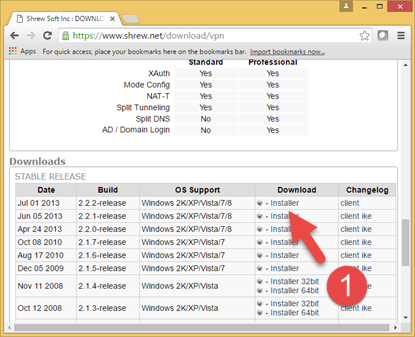 Shrew Soft Inc : DOWNLO
https://www.shrew.net/download/vpn
Apps
For quick access, place your bookmarks here on the bookmarks bar. Import bookmarks now...
Standard Professional
XAuth Yes Yes
Mode Config Yes Yes
NAT-T Yes Yes
Split Tunneling Yes Yes
Split DNS No Yes
AD / Domain Login No Yes
Downloads
STABLE RELEASE
Date Build OS Support Download Changelog
Jul 01 2013 2.2.2-release Windows 2K/XP/Vista/7/8 - Installer client
Jun 05 2013 2.2.1-release Windows 2K/XP/Vista/7/8 - Installer client ike
Apr 24 2013 2.2.0-release Windows 2K/XP/Vista/7/8 - Installer client ike
Oct 08 2010 2.1.7-release Windows 2K/XP/Vista/7 - Installer client ike
Aug 17 2010 2.1.6-release Windows 2K/XP/Vista/7 - Installer client ike
Dec 05 2009 2.1.5-release Windows 2K/XP/Vista/7 - Installer client ike
Nov 11 2008 2.1.4-release Windows 2K/XP/Vista - Installer 32bit
- Installer 64bit client ike
Oct 12 2008 2.1.3-release Windows 2K/XP/Vista - Installer 32bit
- Installer 64bit client ike
1